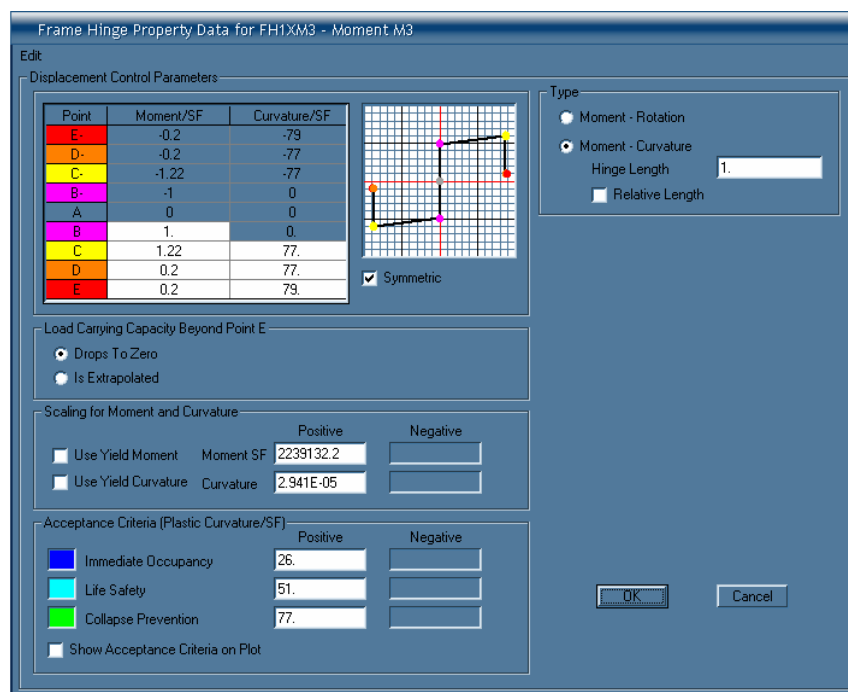 Frame Hinge Property Data for FH1XM3 - Moment M3
Edit
Displacement Control Parameters
Point Moment/SF Curvature/SF
E- -0.2 -79
D- -0.2 -77
C- -1.22 -77
B- -1 0
A 0 0
B 1. 0.
C 1.22 77.
D 0.2 77.
E 0.2 79.
Symmetric
Type
Moment - Rotation
Moment - Curvature
Hinge Length 1.
Relative Length
Load Carrying Capacity Beyond Point E
Drops To Zero
Is Extrapolated
Scaling for Moment and Curvature
Positive Negative
Use Yield Moment Moment SF 2239132.2
Use Yield Curvature Curvature 2.941E-05
Acceptance Criteria (Plastic Curvature/SF)
Positive Negative
Immediate Occupancy 26.
Life Safety 51.
Collapse Prevention 77.
Show Acceptance Criteria on Plot
OK Cancel